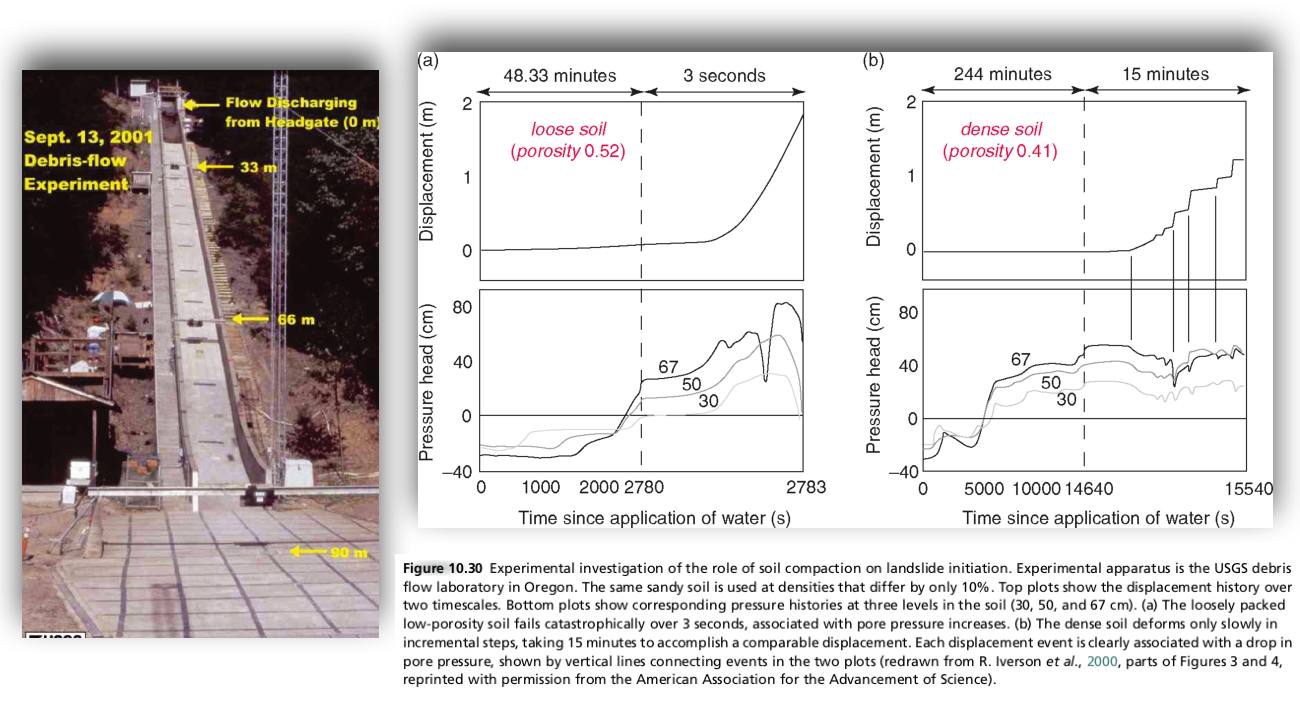 Sept. 13, 2001
Debris-flow
Experiment
Flow Discharging
from Headgate (0 m)
33 m
66 m
90 m
USGS
(a)
48.33 minutes
3 seconds
Displacement (m)
2
1
0
loose soil
(porosity 0.52)
Pressure head (cm)
80
40
0
−40
67
50
30
0 1000 2000 2780 2783
Time since application of water (s)
(b)
244 minutes
15 minutes
Displacement (m)
2
1
0
dense soil
(porosity 0.41)
Pressure head (cm)
80
40
0
−40
67
50
30
0 5000 10000 14640 15540
Time since application of water (s)
Figure 10.30 Experimental investigation of the role of soil compaction on landslide initiation. Experimental apparatus is the USGS debris
flow laboratory in Oregon. The same sandy soil is used at densities that differ by only 10%. Top plots show the displacement history over
two timescales. Bottom plots show corresponding pressure histories at three levels in the soil (30, 50, and 67 cm). (a) The loosely packed
low-porosity soil fails catastrophically over 3 seconds, associated with pore pressure increases. (b) The dense soil deforms only slowly in
incremental steps, taking 15 minutes to accomplish a comparable displacement. Each displacement event is clearly associated with a drop in
pore pressure, shown by vertical lines connecting events in the two plots (redrawn from R. Iverson et al., 2000, parts of Figures 3 and 4,
reprinted with permission from the American Association for the Advancement of Science).